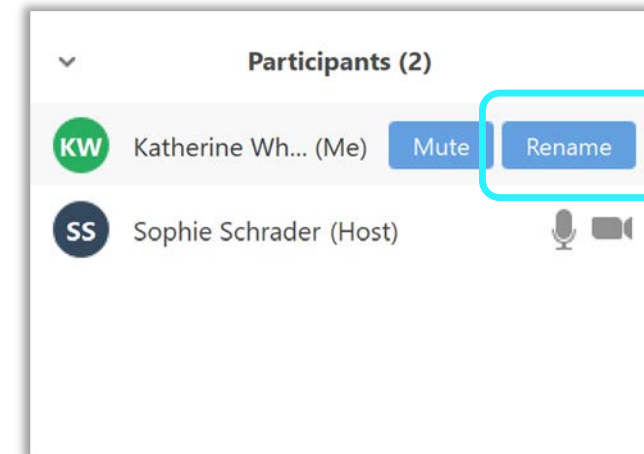 Participants (2)
KW Katherine Wh... (Me) Mute Rename
SS Sophie Schrader (Host)